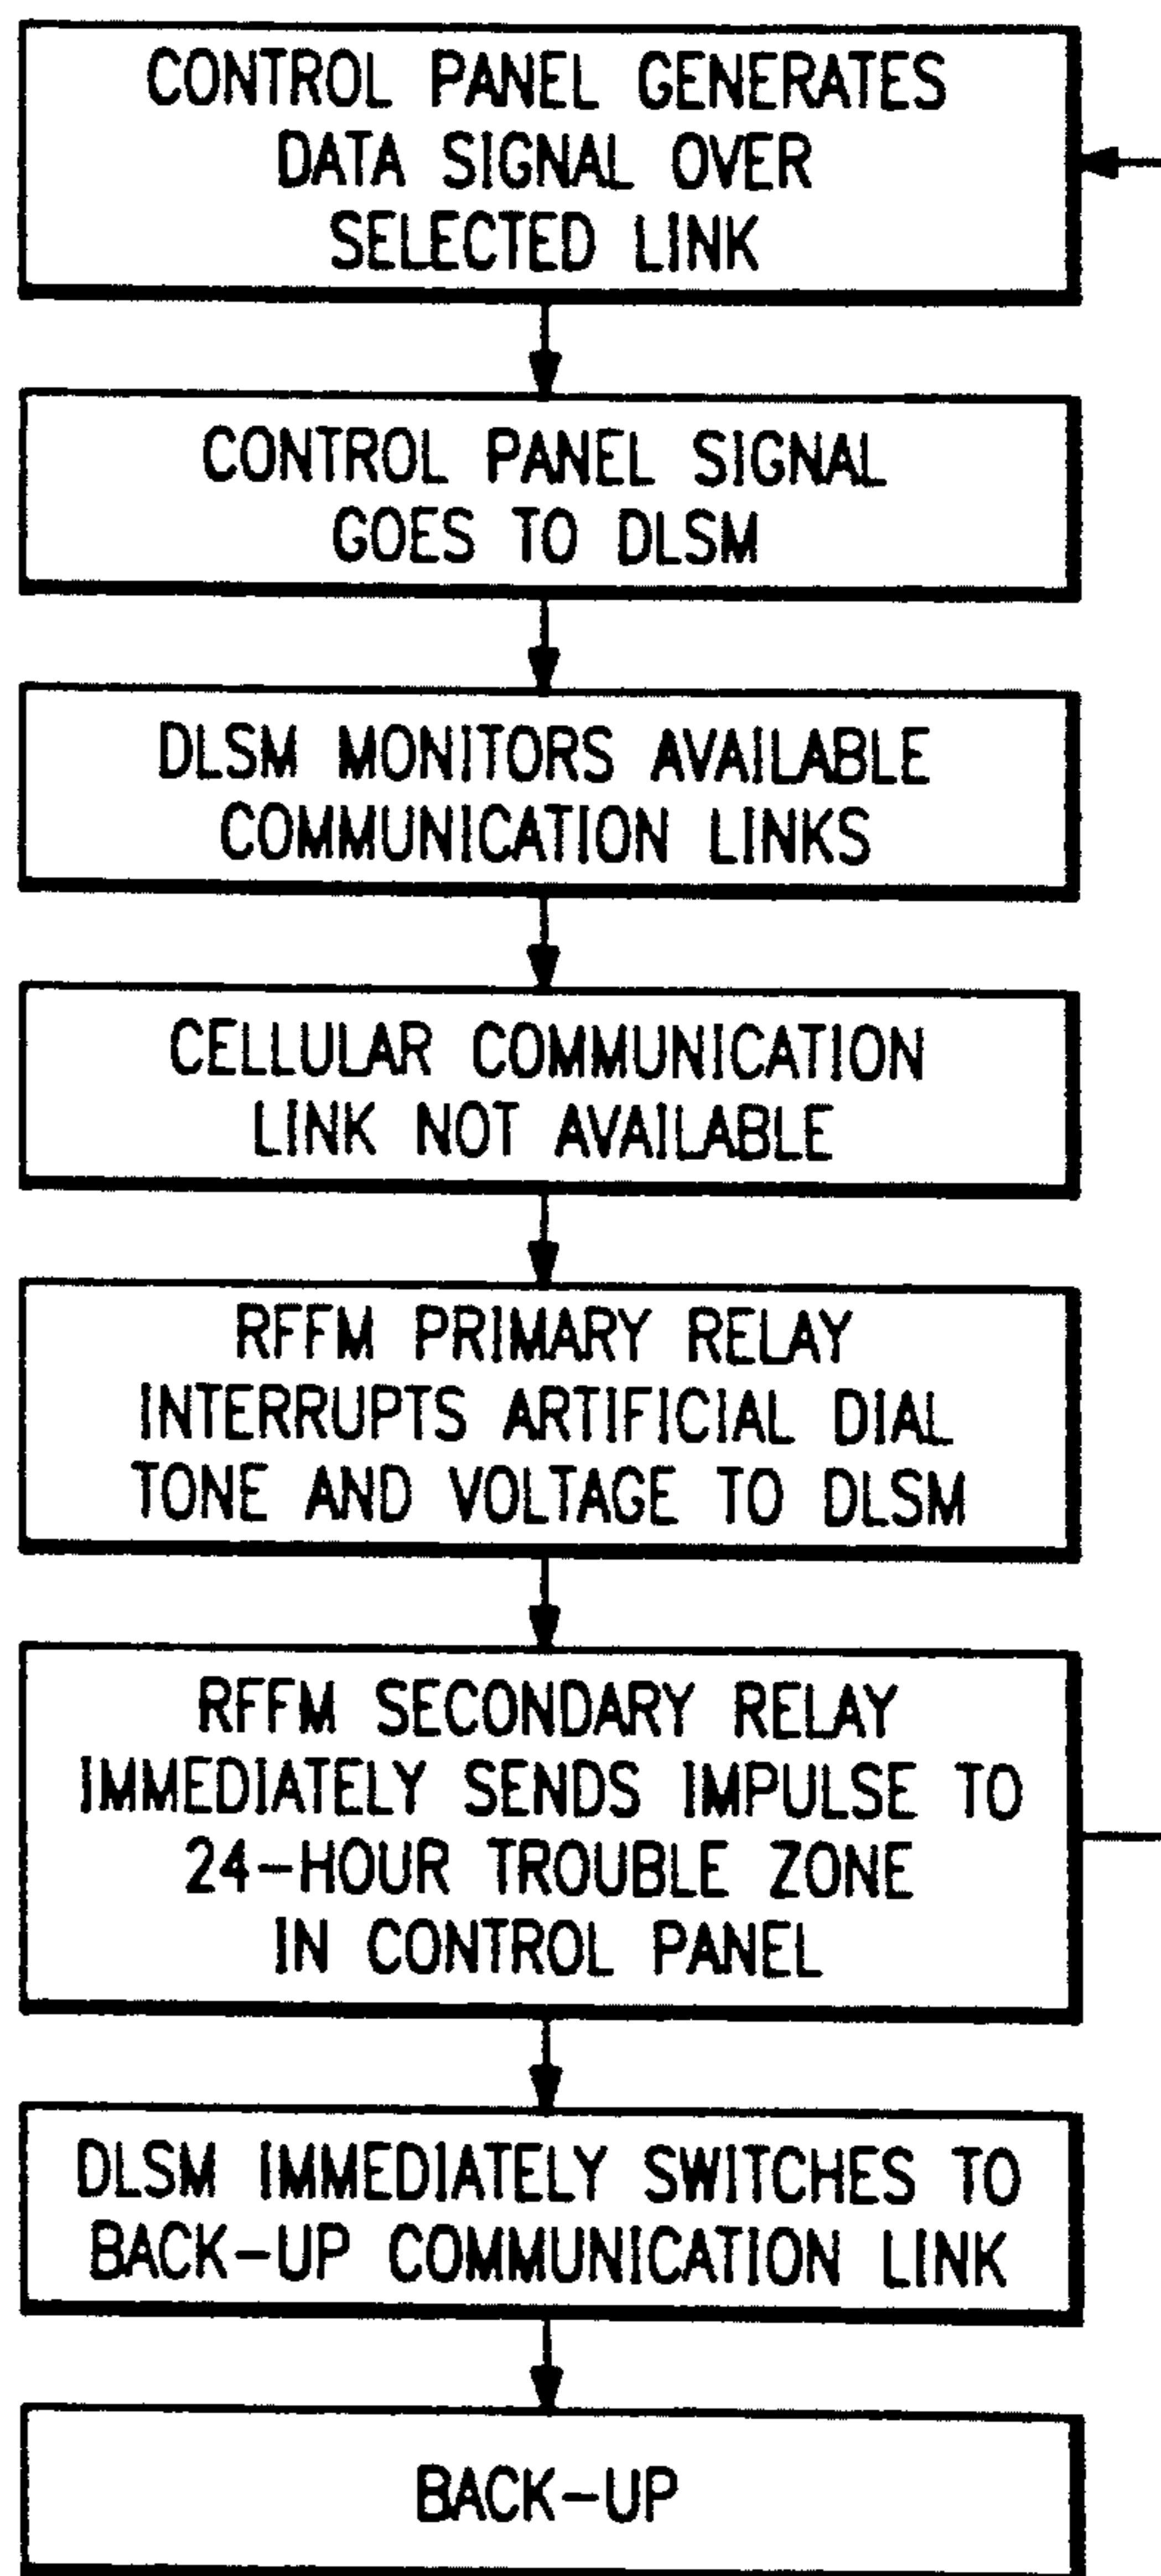 CONTROL PANEL GENERATES
DATA SIGNAL OVER
SELECTED LINK
CONTROL PANEL SIGNAL
GOES TO DLSM
DLSM MONITORS AVAILABLE
COMMUNICATION LINKS
CELLULAR COMMUNICATION
LINK NOT AVAILABLE
RFFM PRIMARY RELAY
INTERRUPTS ARTIFICIAL DIAL
TONE AND VOLTAGE TO DLSM
RFFM SECONDARY RELAY
IMMEDIATELY SENDS IMPULSE TO
24-HOUR TROUBLE ZONE
IN CONTROL PANEL
DLSM IMMEDIATELY SWITCHES TO
BACK-UP COMMUNICATION LINK
BACK-UP